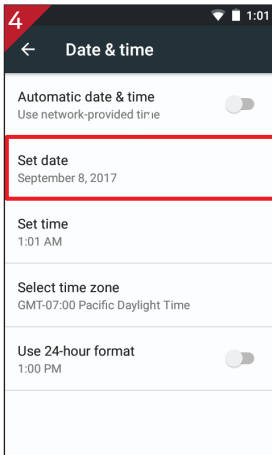 4
1:01
Date & time
Automatic date & time
Use network-provided time
Set date
September 8, 2017
Set time
1:01 AM
Select time zone
GMT-07:00 Pacific Daylight Time
Use 24-hour format
1:00 PM